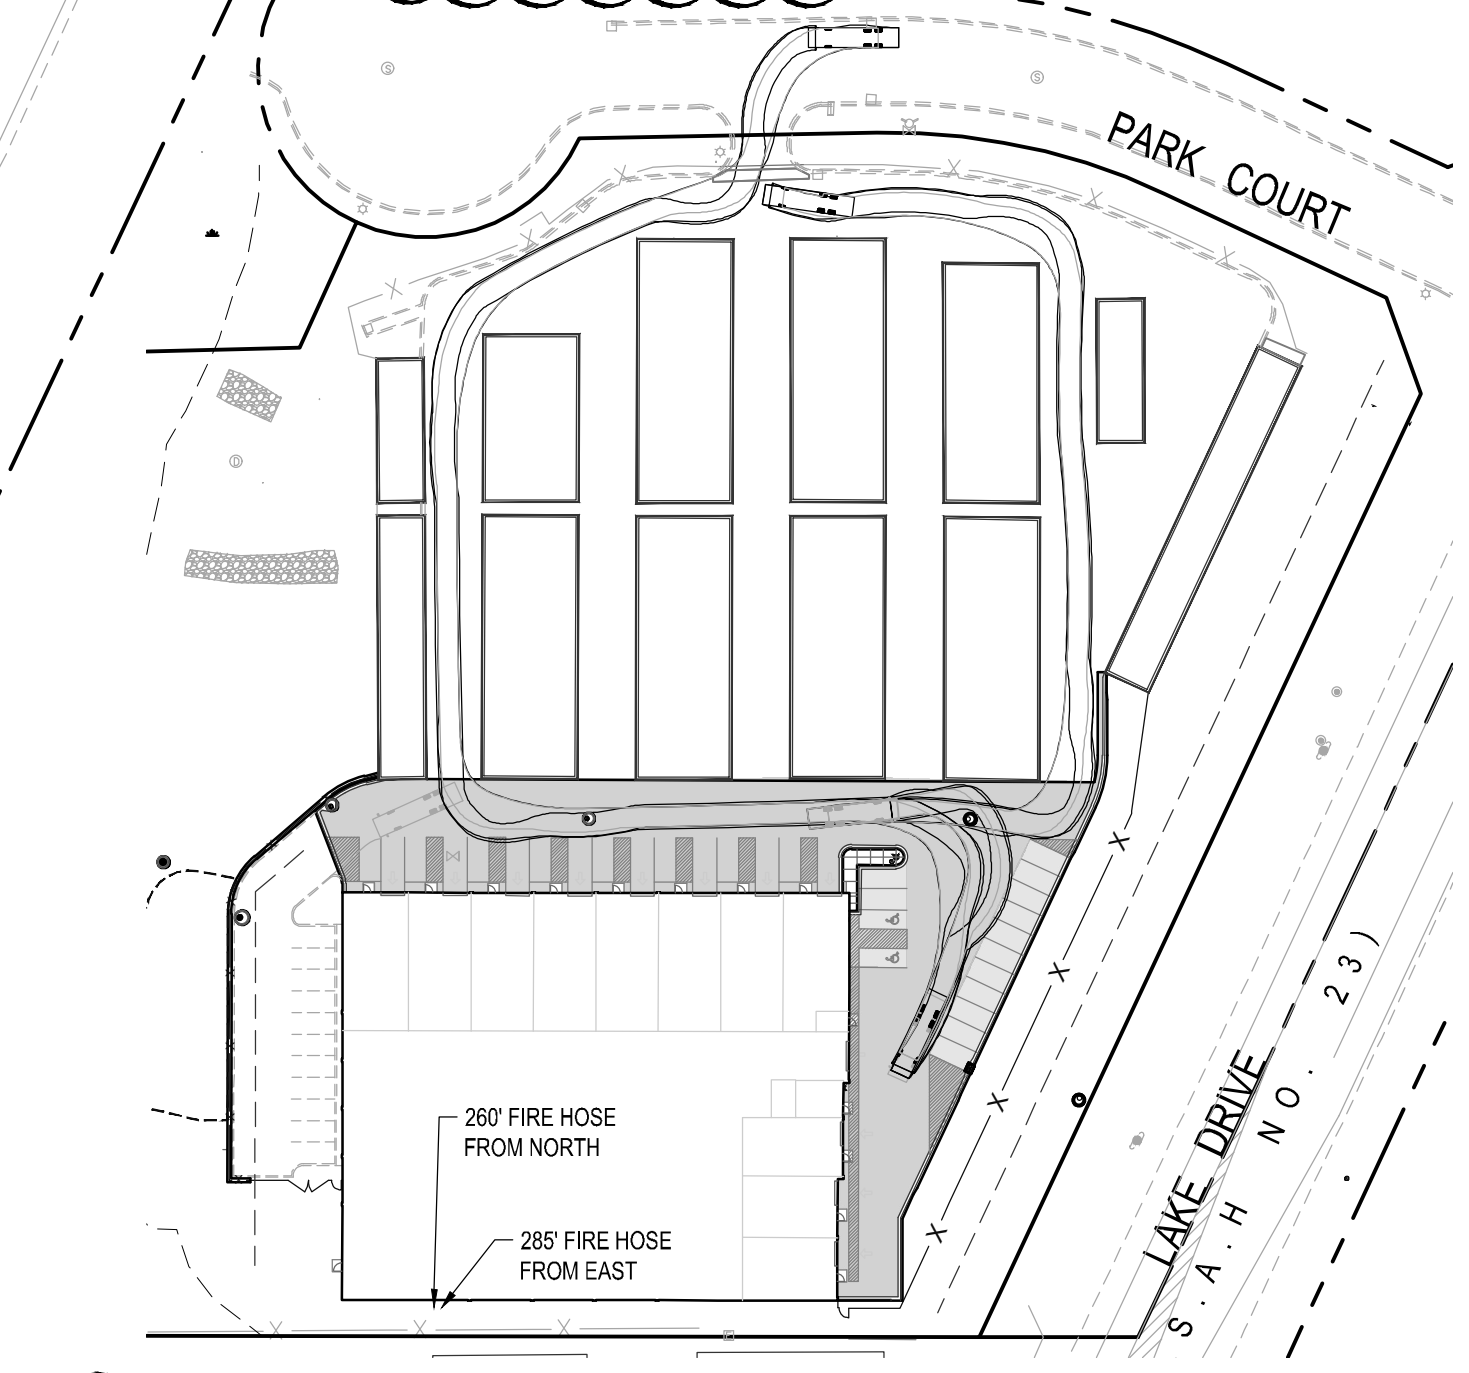 PARK COURT
S
S
D
260' FIRE HOSE
FROM NORTH
285' FIRE HOSE
FROM EAST
LAKE DRIVE
S.A.H NO. 23)